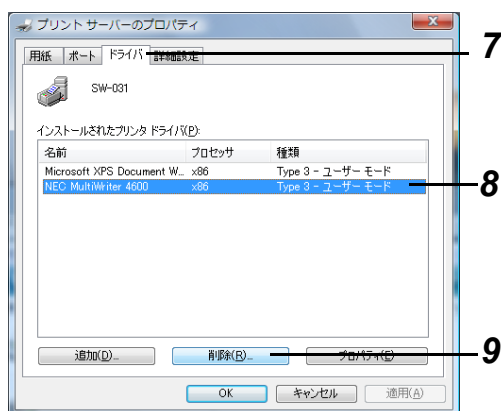 プリント サーバーのプロパティ
用紙 ポート ドライバ 詳細設定 7
SW-031
インストールされたプリンタ ドライバ(P):
名前 プロセッサ 種類
Microsoft XPS Document W... x86 Type 3 - ユーザー モード
NEC MultiWriter 4600 x86 Type 3 - ユーザー モード 8
追加(D)... 削除(R)... プロパティ(E) 9
OK キャンセル 適用(A)